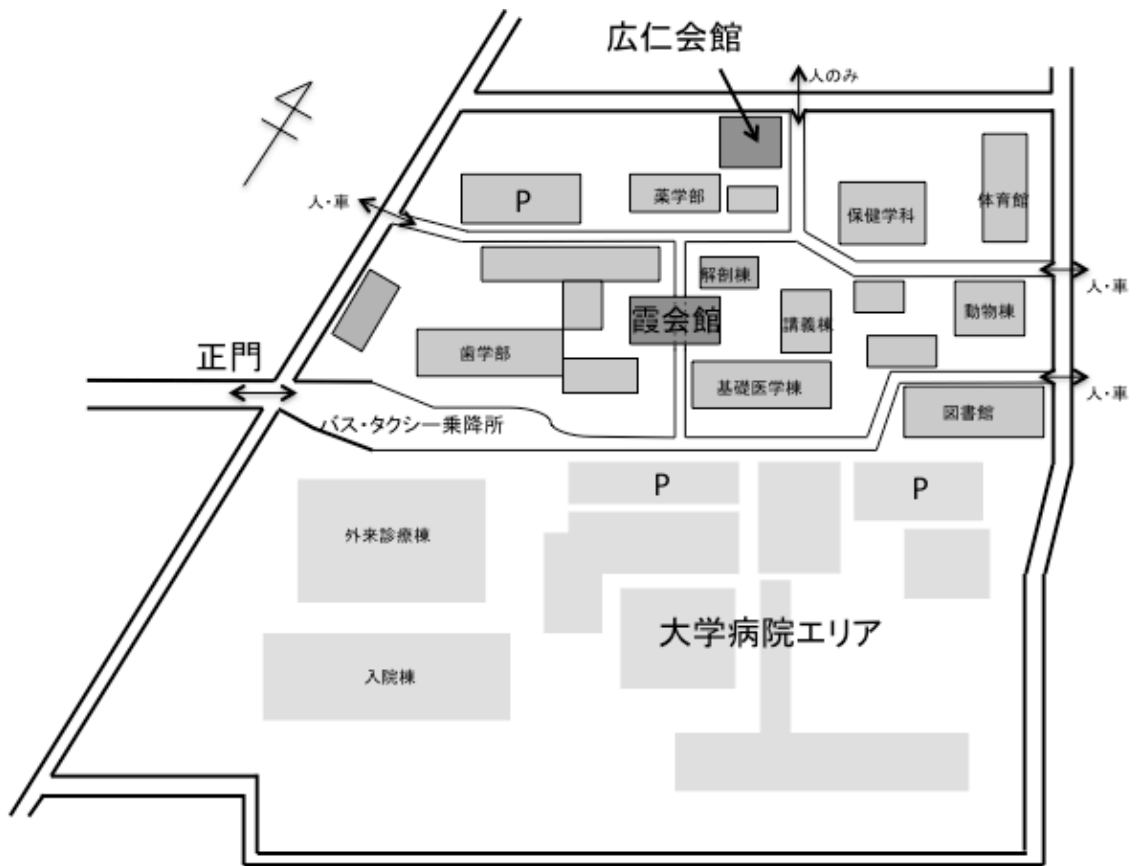 広仁会館
人のみ
P
薬学部
保健学科
体育館
人・車
解剖棟
人・車
霞会館
講義棟
動物棟
歯学部
正門
基礎医学棟
人・車
図書館
バス・タクシー乗降所
P
P
外来診療棟
大学病院エリア
入院棟